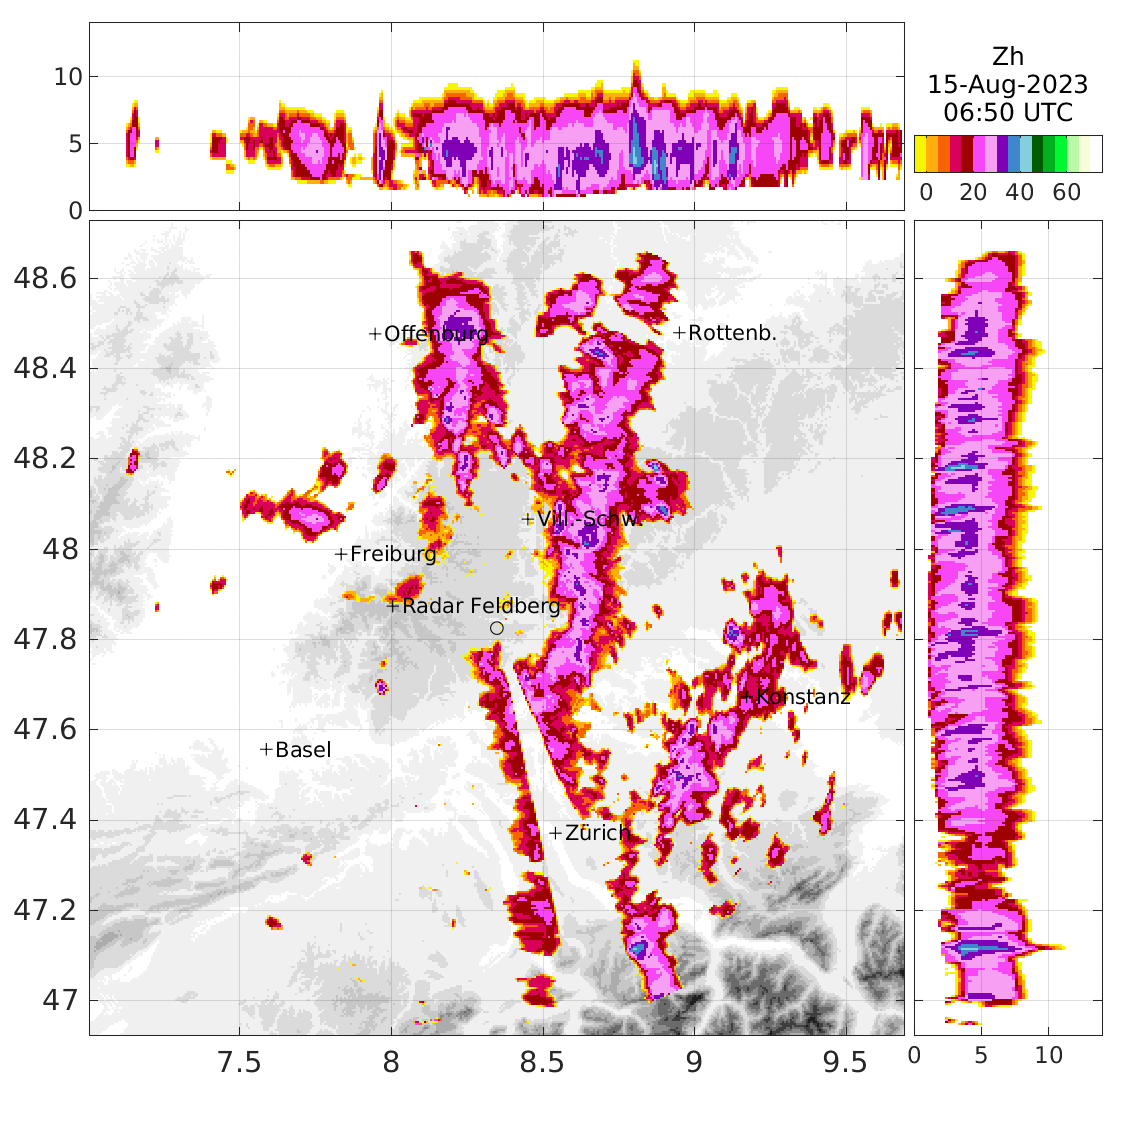 Zh
15-Aug-2023
06:50 UTC
0 20 40 60
10
5
0
48.6
48.4
48.2
48
47.8
47.6
47.4
47.2
47
+Offenburg
+Rottenb.
+Vill.-Schw.
+Freiburg
+Radar Feldberg
+Konstanz
+Basel
+Zürich
7.5 8 8.5 9 9.5
0 5 10